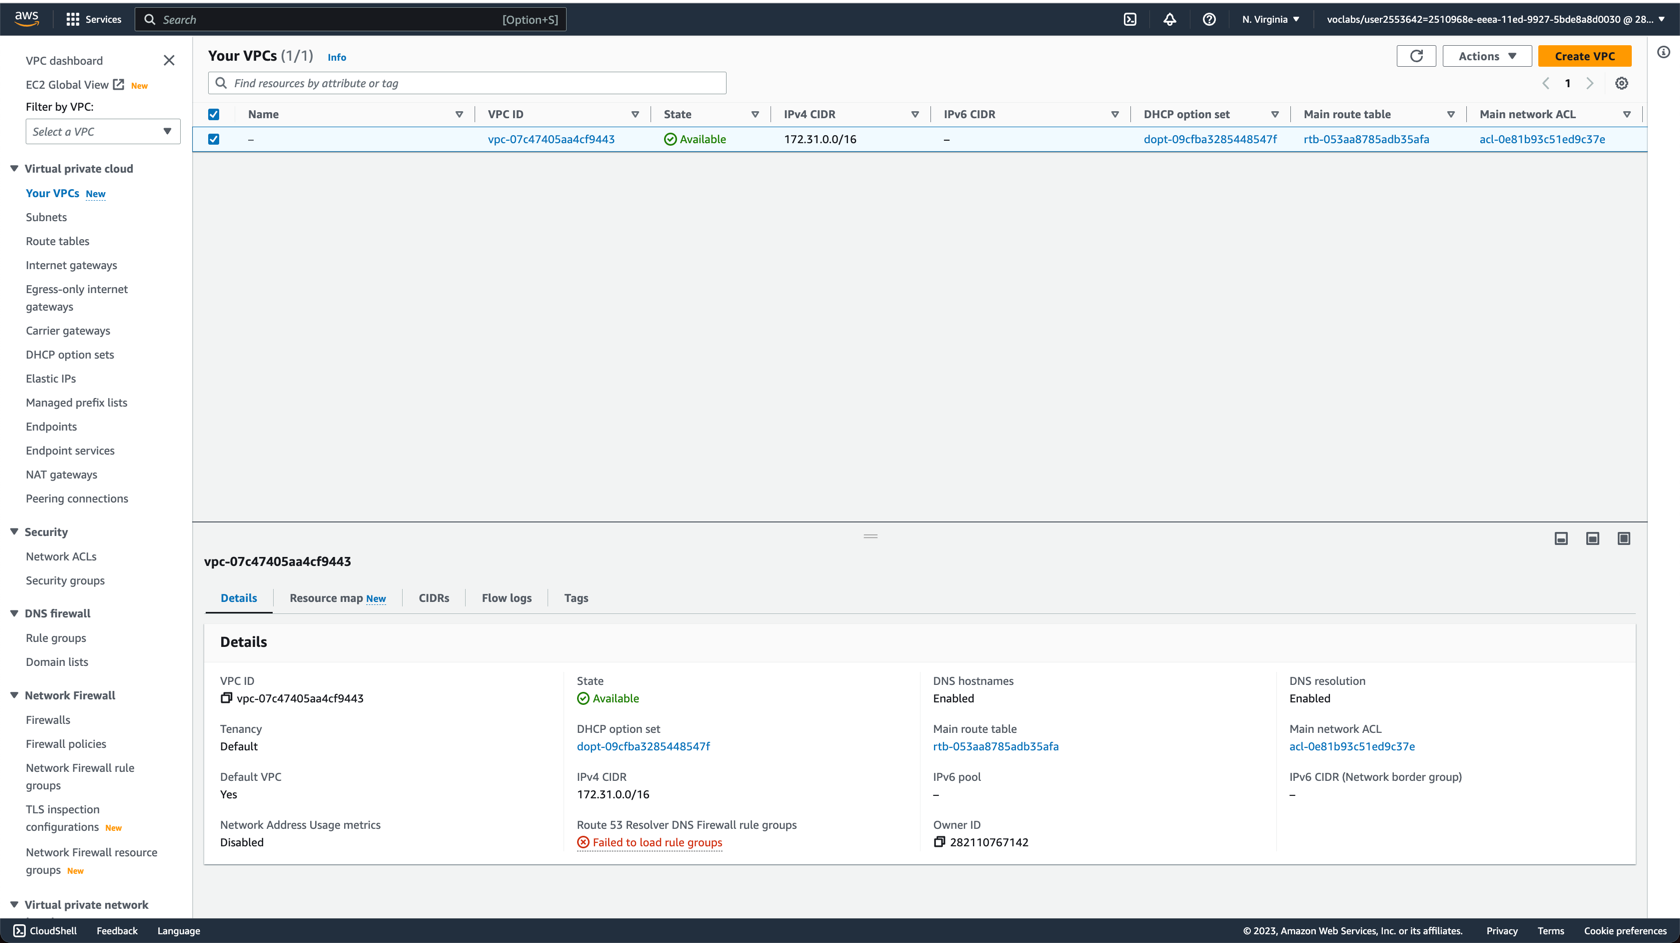 aws
Services
Search
[Option+S]
N. Virginia
voclabs/user2553642=2510968e-eeea-11ed-9927-5bde8a8d0030 @ 28...
VPC dashboard
EC2 Global View New
Filter by VPC:
Select a VPC
Virtual private cloud
Your VPCs New
Subnets
Route tables
Internet gateways
Egress-only internet
gateways
Carrier gateways
DHCP option sets
Elastic IPs
Managed prefix lists
Endpoints
Endpoint services
NAT gateways
Peering connections
Security
Network ACLs
Security groups
DNS firewall
Rule groups
Domain lists
Network Firewall
Firewalls
Firewall policies
Network Firewall rule
groups
TLS inspection
configurations New
Network Firewall resource
groups New
Virtual private network
Your VPCs (1/1) Info
Actions
Create VPC
Find resources by attribute or tag
1
Name VPC ID State IPv4 CIDR IPv6 CIDR DHCP option set Main route table Main network ACL
– vpc-07c47405aa4cf9443 Available 172.31.0.0/16 – dopt-09cfba3285448547f rtb-053aa8785adb35afa acl-0e81b93c51ed9c37e
vpc-07c47405aa4cf9443
Details Resource map New CIDRs Flow logs Tags
Details
VPC ID
vpc-07c47405aa4cf9443
State
Available
DNS hostnames
Enabled
DNS resolution
Enabled
Tenancy
Default
DHCP option set
dopt-09cfba3285448547f
Main route table
rtb-053aa8785adb35afa
Main network ACL
acl-0e81b93c51ed9c37e
Default VPC
Yes
IPv4 CIDR
172.31.0.0/16
IPv6 pool
–
IPv6 CIDR (Network border group)
–
Network Address Usage metrics
Disabled
Route 53 Resolver DNS Firewall rule groups
Failed to load rule groups
Owner ID
282110767142
CloudShell Feedback Language
© 2023, Amazon Web Services, Inc. or its affiliates. Privacy Terms Cookie preferences